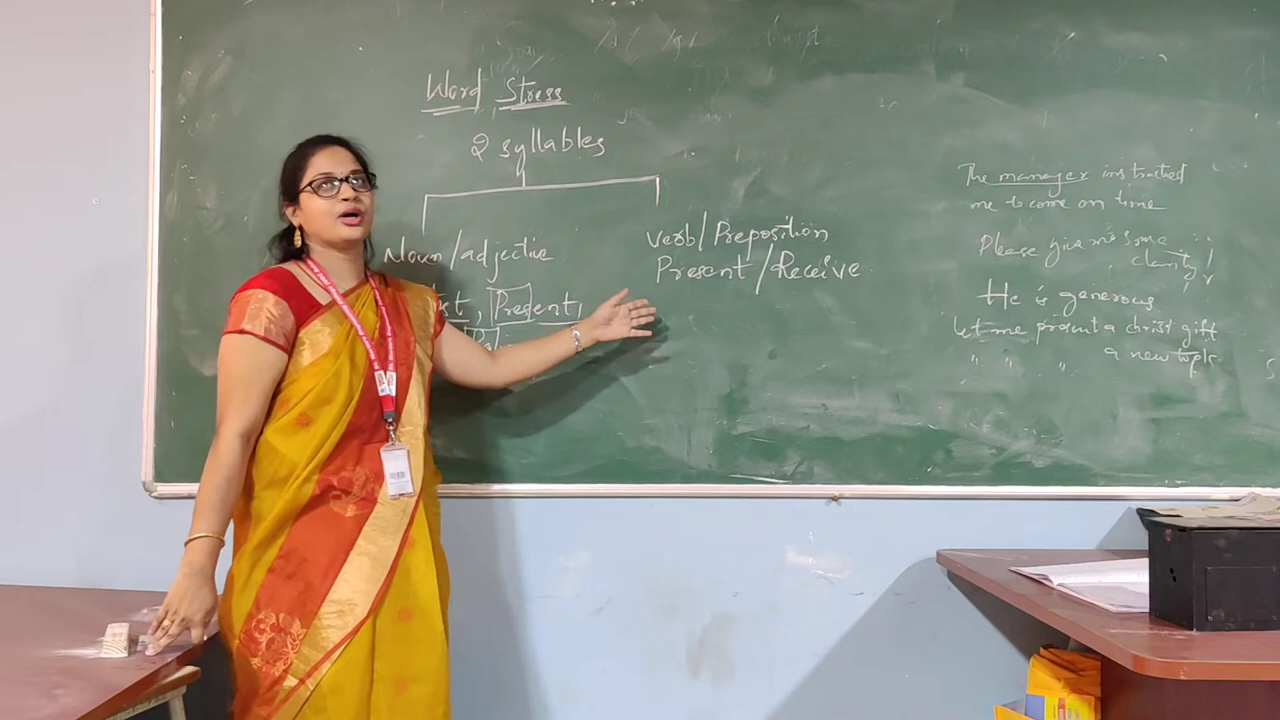 Word Stress
2 syllables
Noun/adjective
verb/Preposition
Present/Receive
Present,
The manager instructed
me to come on time
Please give me some
clarity
He is generous
Let me present a christ gift
" " " a new